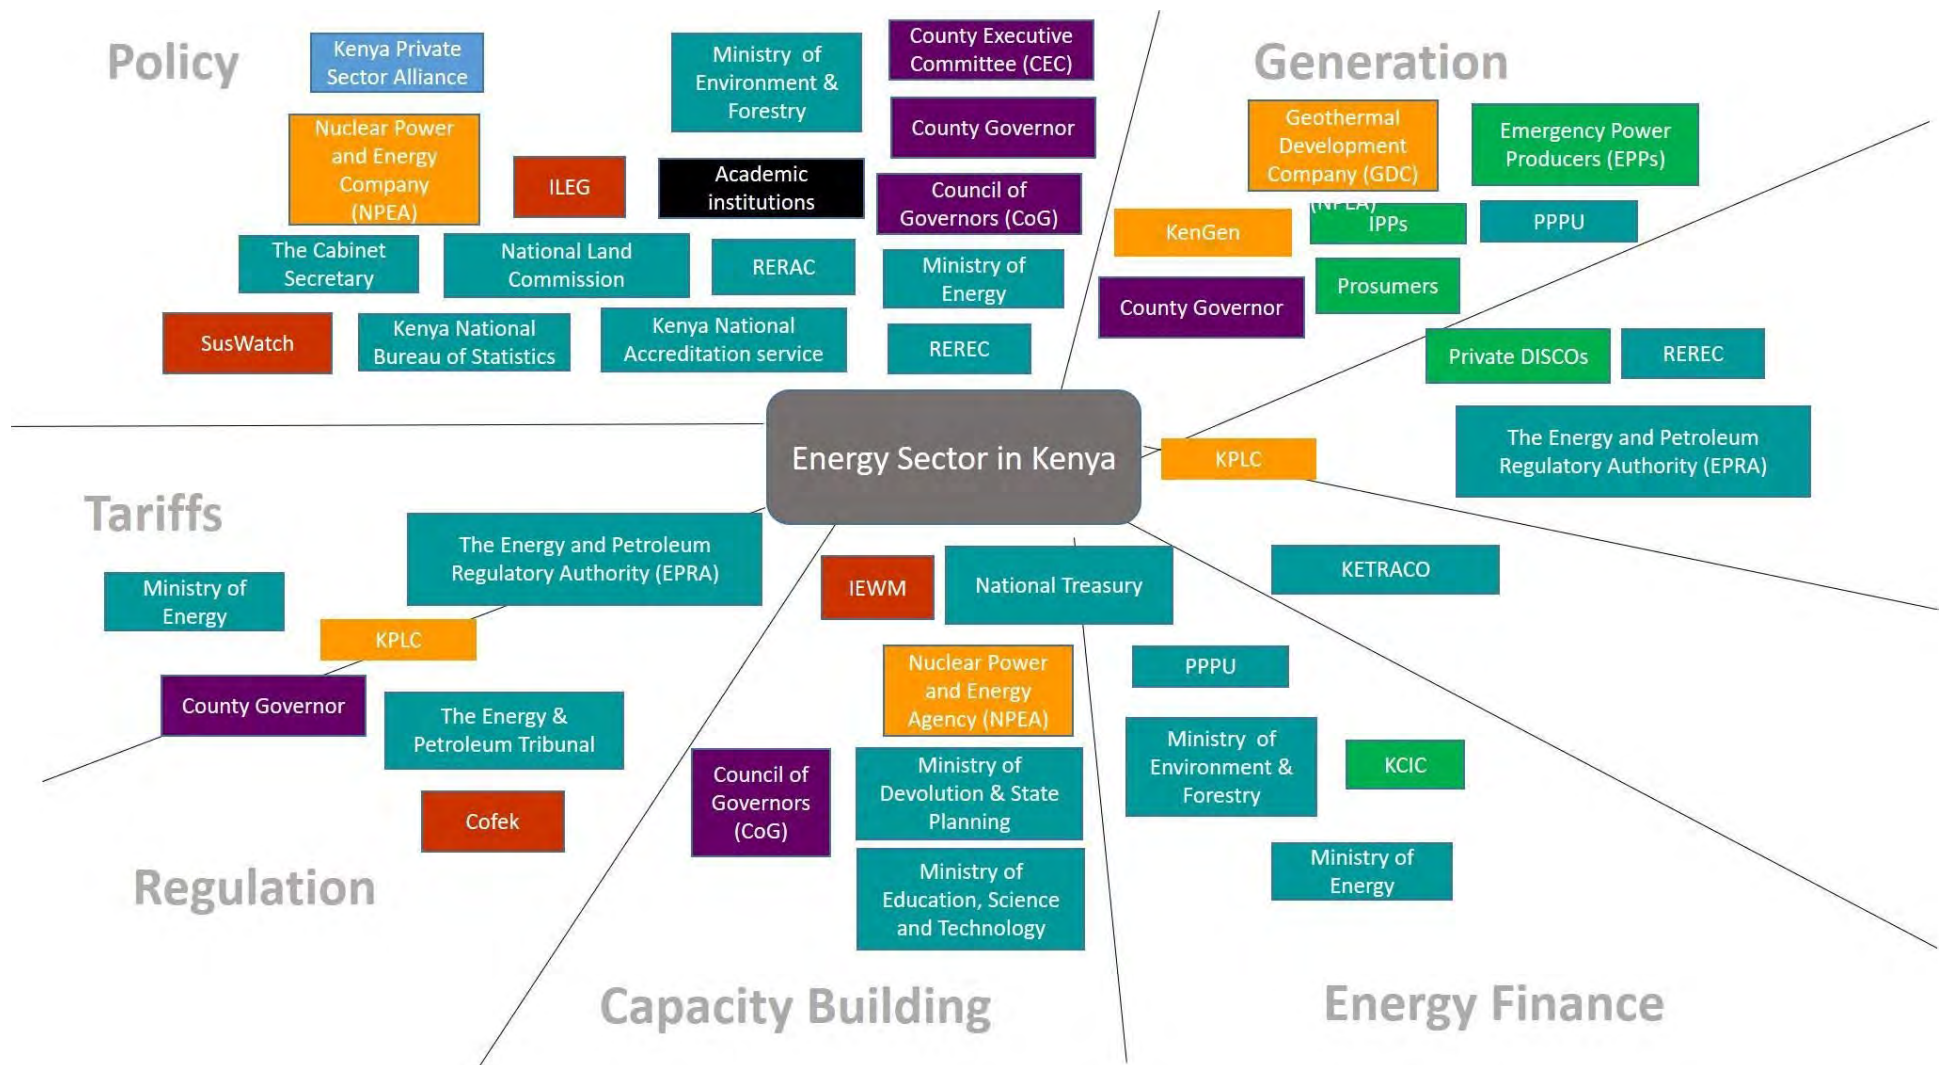 Policy
Kenya Private
Sector Alliance
Nuclear Power
and Energy
Company
(NPEA)
ILEG
Ministry of
Environment &
Forestry
Academic
institutions
County Executive
Committee (CEC)
County Governor
Council of
Governors (CoG)
The Cabinet
Secretary
National Land
Commission
RERAC
Ministry of
Energy
SusWatch
Kenya National
Bureau of Statistics
Kenya National
Accreditation service
REREC
Generation
Geothermal
Development
Company (GDC)
(NPEA)
Emergency Power
Producers (EPPs)
KenGen
IPPs
PPPU
County Governor
Prosumers
Private DISCOs
REREC
KPLC
The Energy and Petroleum
Regulatory Authority (EPRA)
Energy Sector in Kenya
KETRACO
Tariffs
The Energy and Petroleum
Regulatory Authority (EPRA)
Ministry of
Energy
KPLC
County Governor
The Energy &
Petroleum Tribunal
Cofek
Regulation
IEWM
National Treasury
Nuclear Power
and Energy
Agency (NPEA)
Council of
Governors
(CoG)
Ministry of
Devolution & State
Planning
Ministry of
Education, Science
and Technology
Capacity Building
PPPU
Ministry of
Environment &
Forestry
KCIC
Ministry of
Energy
Energy Finance